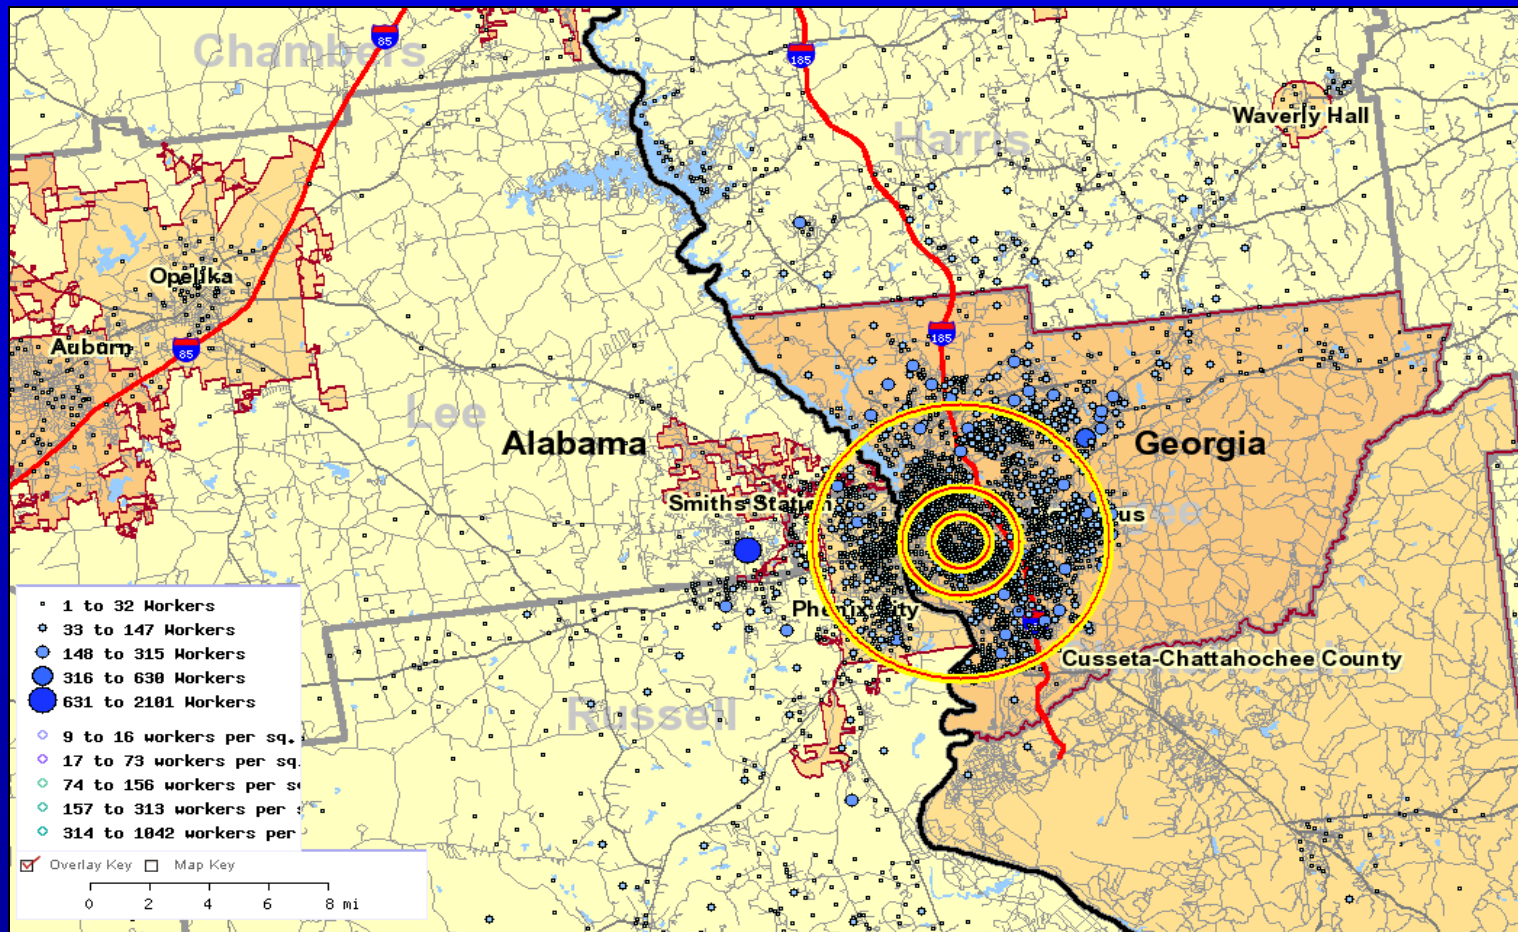 Chambers
85
185
Harris
Waverly Hall
Opelika
Auburn
85
185
Lee
Alabama
Georgia
Smiths Station
us
Phenix City
Cusseta-Chattahochee County
Russell
1 to 32 Workers
33 to 147 Workers
148 to 315 Workers
316 to 630 Workers
631 to 2101 Workers
9 to 16 workers per sq.
17 to 73 workers per sq.
74 to 156 workers per s
157 to 313 workers per
314 to 1042 workers per
Overlay Key Map Key
0 2 4 6 8 mi